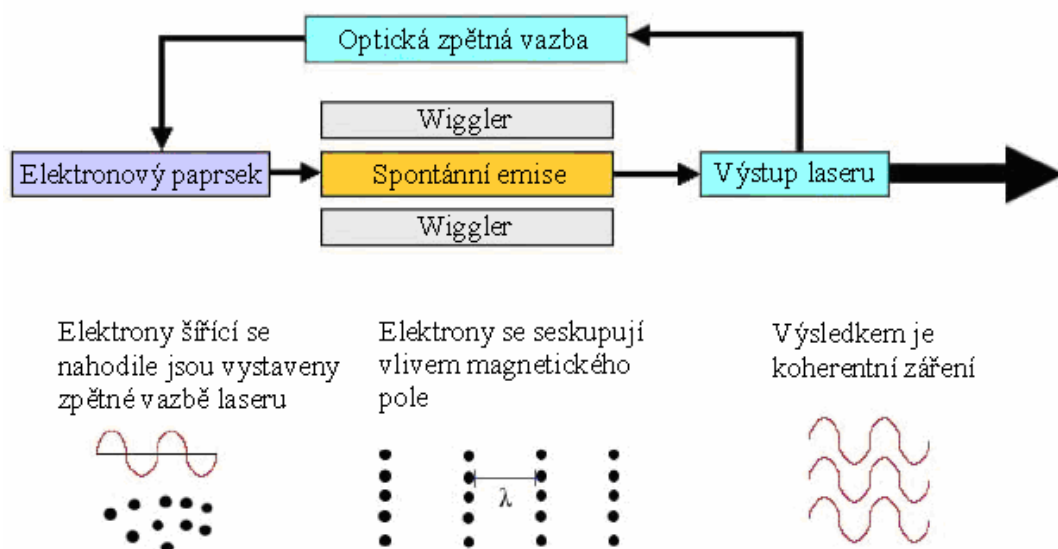 Optická zpětná vazba
Wiggler
Elektronový paprsek
Spontánní emise
Výstup laseru
Wiggler
Elektrony šířící se
nahodile jsou vystaveny
zpětné vazbě laseru
Elektrony se seskupují
vlivem magnetického
pole
Výsledkem je
koherentní záření
λ